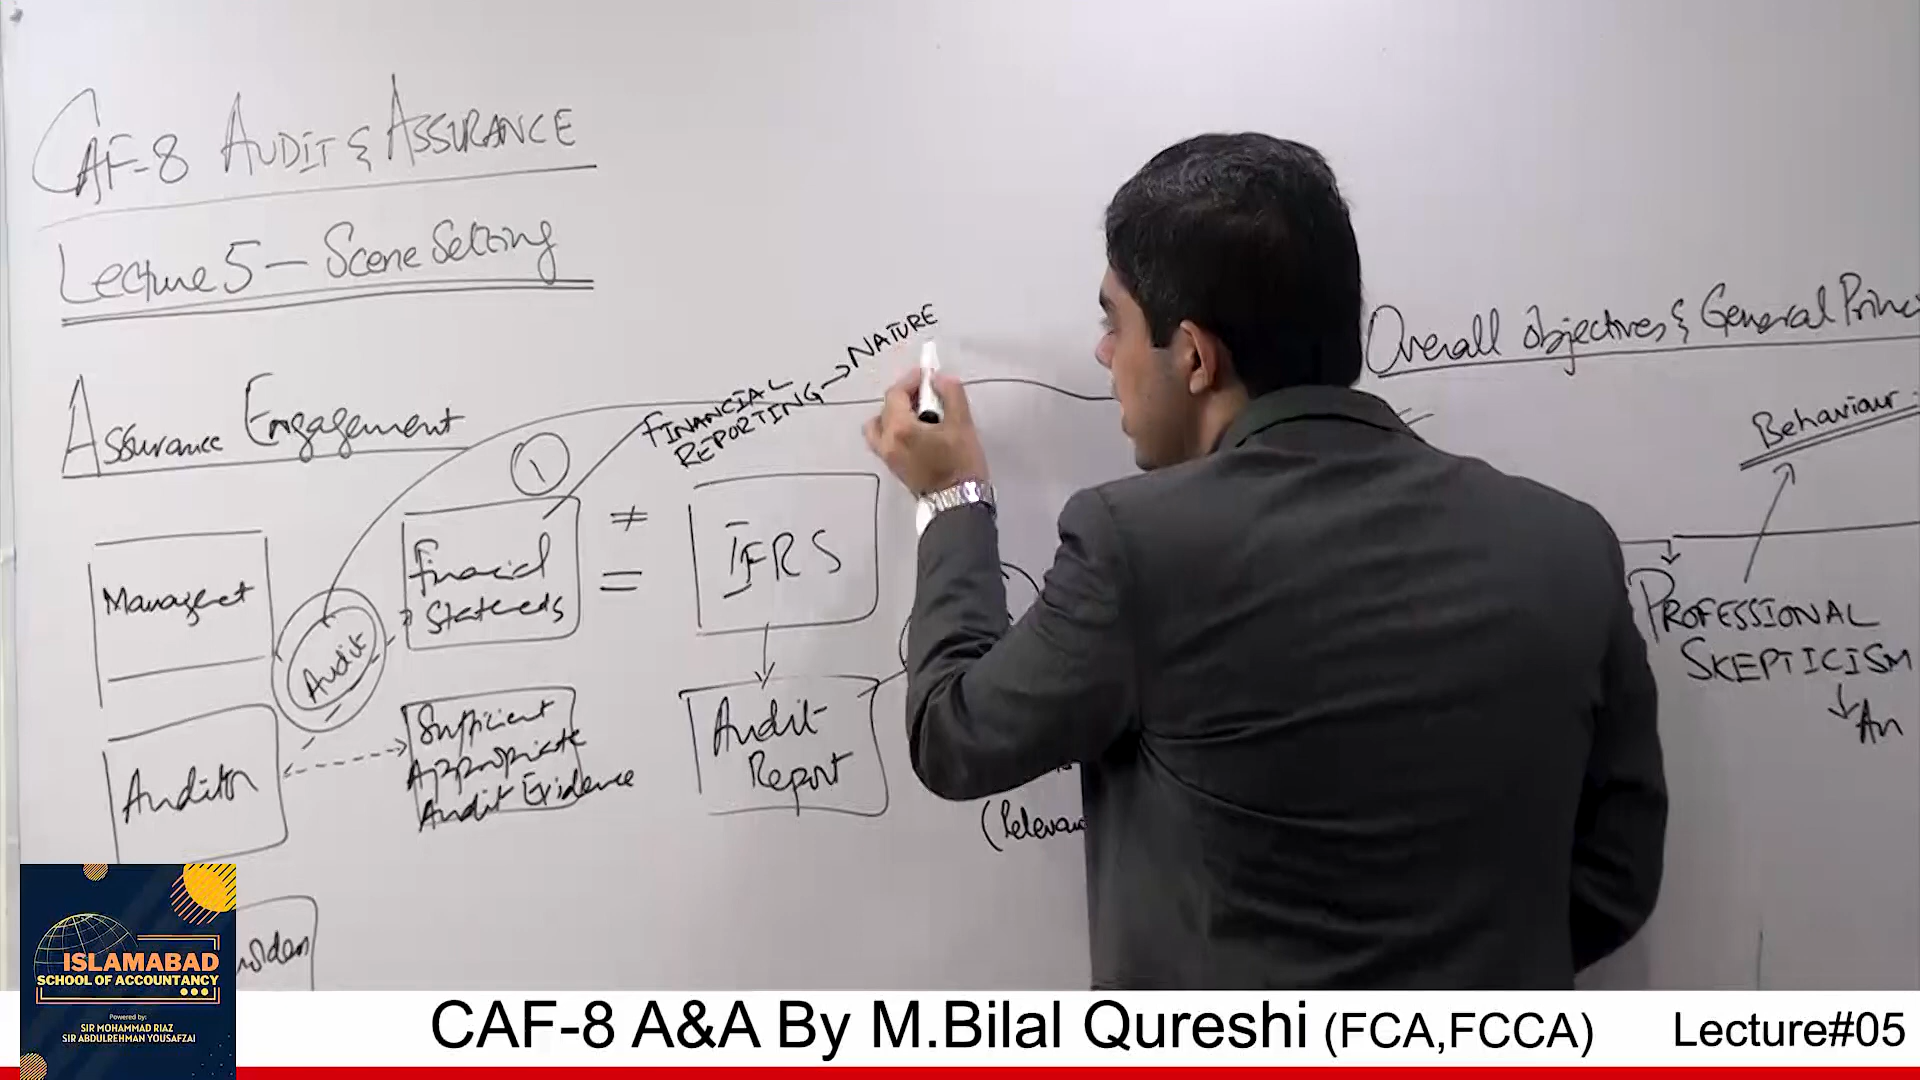 CAF-8 AUDIT & ASSURANCE
Lecture 5 — Scene Setting
Assurance Engagement
1
FINANCIAL
REPORTING → NATURE
Management
Audit
Financial
Statements
≠
=
IFRS
Auditor
Sufficient
Appropriate
Audit Evidence
Audit
Report
(Relevan
Overall Objectives & General Princ
Behaviour
PROFESSIONAL
SKEPTICISM
An
ISLAMABAD
SCHOOL OF ACCOUNTANCY
Powered by:
SIR MOHAMMAD RIAZ
SIR ABDULREHMAN YOUSAFZAI
CAF-8 A&A By M.Bilal Qureshi (FCA,FCCA)
Lecture#05